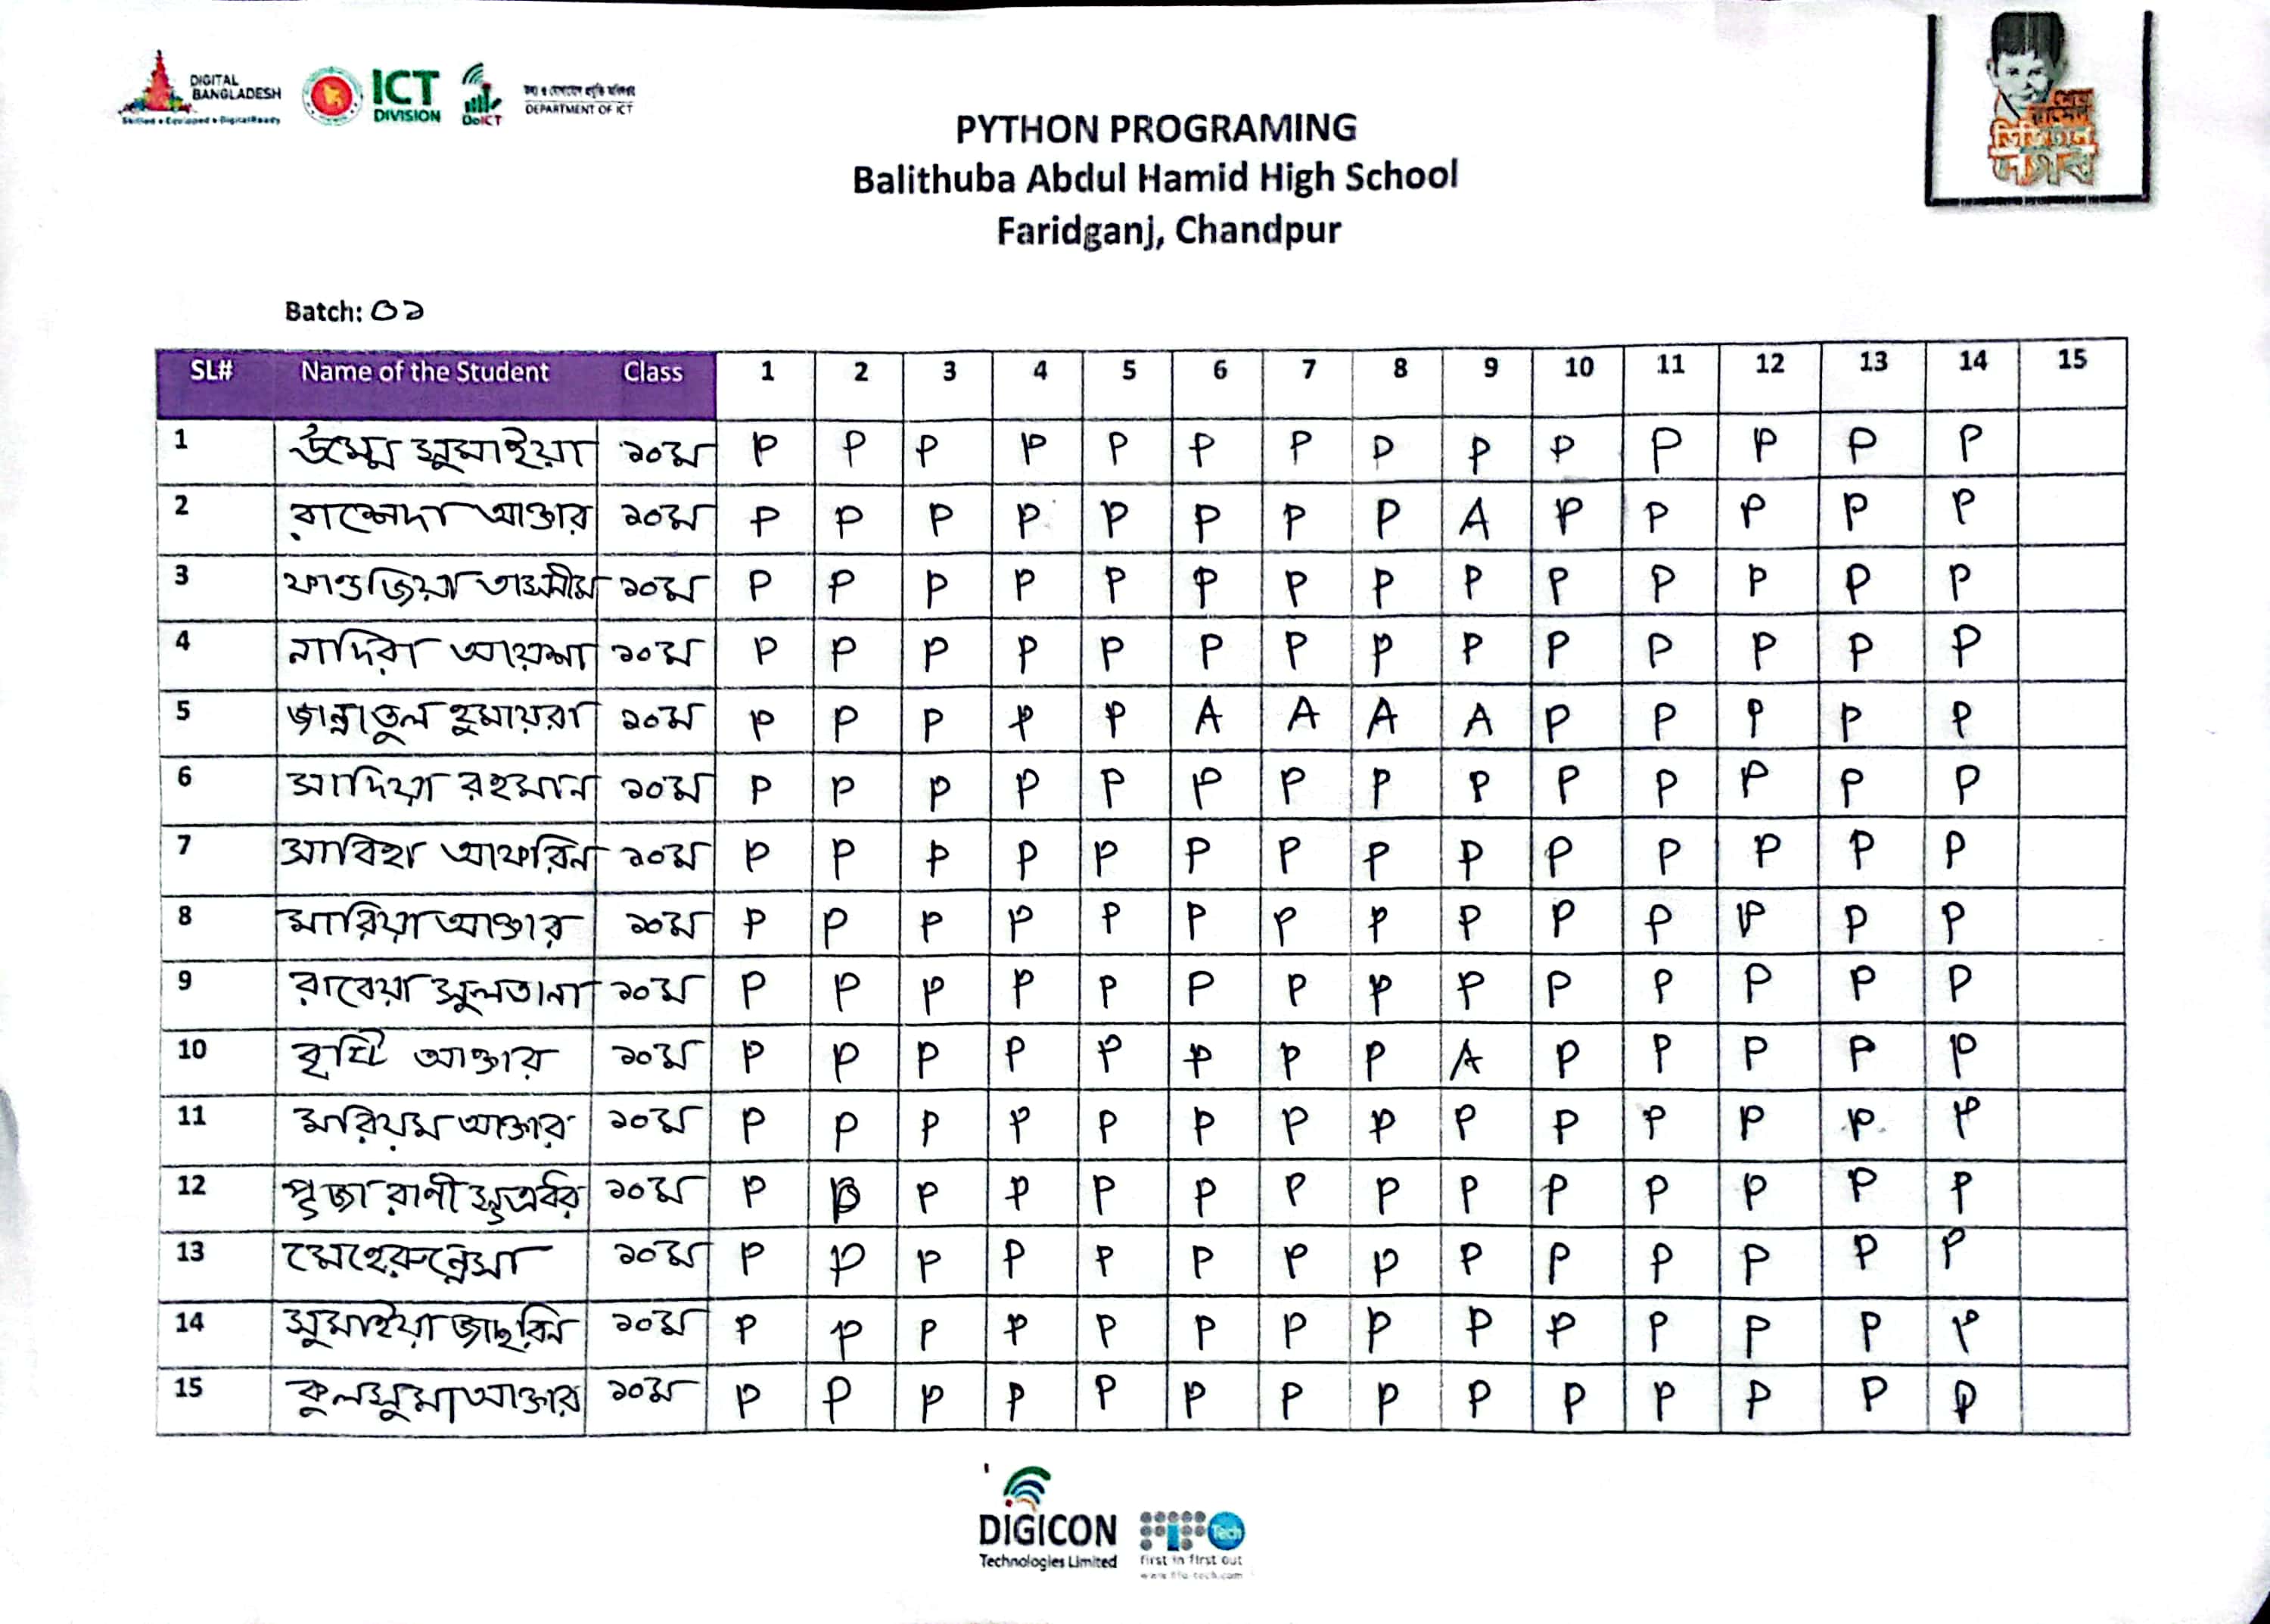 DIGITAL
BANGLADESH
Skilled • Equipped • DigitalReady
ICT
DIVISION
DoICT
তথ্য ও যোগাযোগ প্রযুক্তি অধিদপ্তর
DEPARTMENT OF ICT
শেখ
রাসেল
ডিজিটাল
ল্যাব
PYTHON PROGRAMING
Balithuba Abdul Hamid High School
Faridganj, Chandpur
Batch: ০১
SL# Name of the Student Class 1 2 3 4 5 6 7 8 9 10 11 12 13 14 15
1 উম্মে সুমাইয়া ১০ম P P P P P P P P P P P P P P
2 রাশেদা আক্তার ১০ম P P P P P P P P A P P P P P
3 ফাওজিয়া তাসনীম ১০ম P P P P P P P P P P P P P P
4 নাদিরা আয়েশা ১০ম P P P P P P P P P P P P P P
5 জান্নাতুল হুমায়রা ১০ম P P P P P A A A A P P P P P
6 সাদিয়া রহমান ১০ম P P P P P P P P P P P P P P
7 সাবিহা আফরিন ১০ম P P P P P P P P P P P P P P
8 মারিয়া আক্তার ১০ম P P P P P P P P P P P P P P
9 রাবেয়া সুলতানা ১০ম P P P P P P P P P P P P P P
10 বৃষ্টি আক্তার ১০ম P P P P P P P P A P P P P P
11 মরিয়ম আক্তার ১০ম P P P P P P P P P P P P P P
12 পূজা রাণী সূত্রধর ১০ম P P P P P P P P P P P P P P
13 মেহেরুন্নেসা ১০ম P P P P P P P P P P P P P P
14 সুমাইয়া জাহরিন ১০ম P P P P P P P P P P P P P P
15 কুলসুমা আক্তার ১০ম P P P P P P P P P P P P P P
DIGICON
Technologies Limited
Tech
first in first out
www.fifo-tech.com